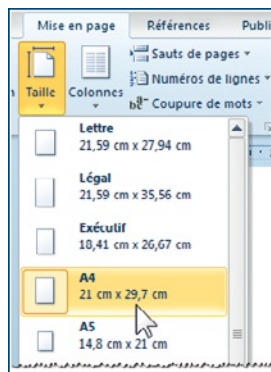 Mise en page Références Publi
Sauts de pages
Numéros de lignes
Taille Colonnes
Coupure de mots
Lettre
21,59 cm x 27,94 cm
Légal
21,59 cm x 35,56 cm
Exécutif
18,41 cm x 26,67 cm
A4
21 cm x 29,7 cm
A5
14,8 cm x 21 cm